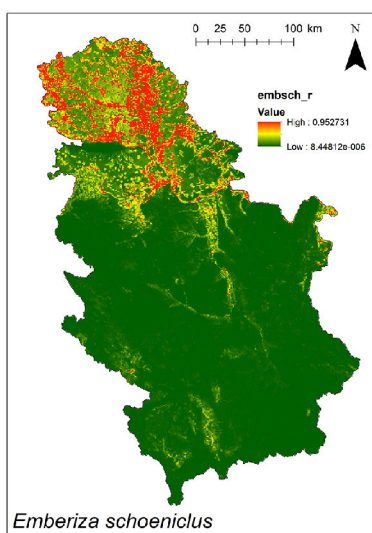 0 25 50 100 km
N
embsch_r
Value
High : 0.952731
Low : 8.44812e-006
Emberiza schoeniclus